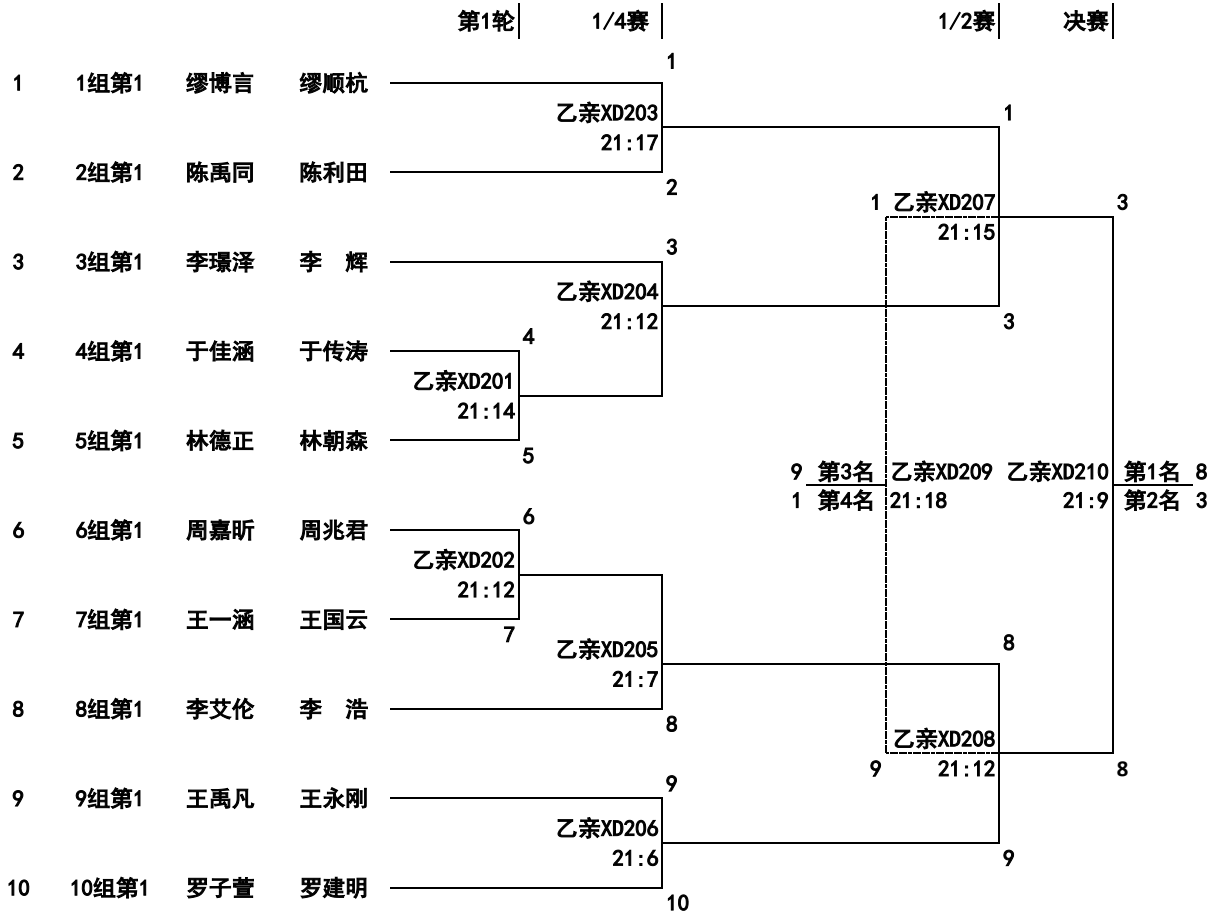 第1轮 1/4赛 1/2赛 决赛
1
1 1组第1 缪博言 缪顺杭
乙亲XD203 1
21:17
2 2组第1 陈禹同 陈利田
2
1 乙亲XD207 3
21:15
3
3 3组第1 李璟泽 李 辉
乙亲XD204
21:12 3
4
4 4组第1 于佳涵 于传涛
乙亲XD201
21:14
5 5组第1 林德正 林朝森
5
9 第3名 乙亲XD209 乙亲XD210 第1名 8
1 第4名 21:18 21:9 第2名 3
6
6 6组第1 周嘉昕 周兆君
乙亲XD202
21:12
7 7组第1 王一涵 王国云
7
8
乙亲XD205
21:7
8 8组第1 李艾伦 李 浩
8
乙亲XD208
9 21:12 8
9
9 9组第1 王禹凡 王永刚
乙亲XD206
21:6 9
10 10组第1 罗子萱 罗建明
10